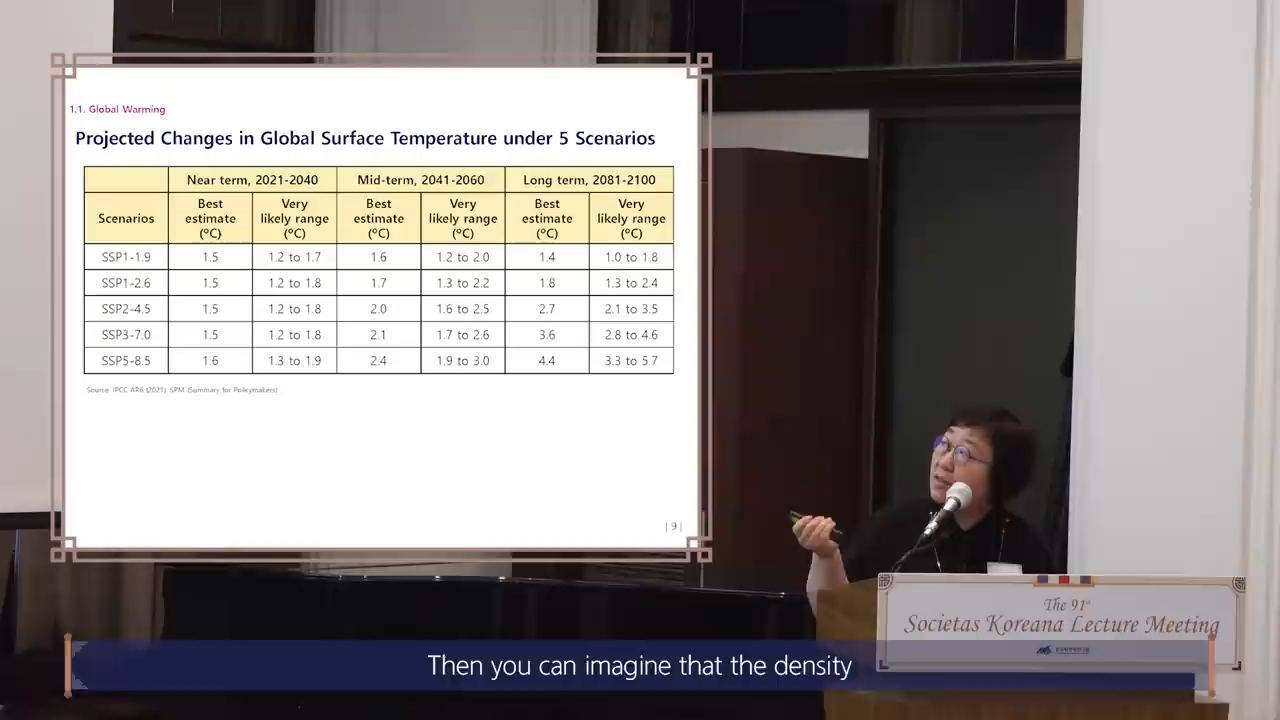 1.1. Global Warming
Projected Changes in Global Surface Temperature under 5 Scenarios
Near term, 2021-2040 Mid-term, 2041-2060 Long term, 2081-2100
Scenarios Best estimate (ºC) Very likely range (ºC) Best estimate (ºC) Very likely range (ºC) Best estimate (ºC) Very likely range (ºC)
SSP1-1.9 1.5 1.2 to 1.7 1.6 1.2 to 2.0 1.4 1.0 to 1.8
SSP1-2.6 1.5 1.2 to 1.8 1.7 1.3 to 2.2 1.8 1.3 to 2.4
SSP2-4.5 1.5 1.2 to 1.8 2.0 1.6 to 2.5 2.7 2.1 to 3.5
SSP3-7.0 1.5 1.2 to 1.8 2.1 1.7 to 2.6 3.6 2.8 to 4.6
SSP5-8.5 1.6 1.3 to 1.9 2.4 1.9 to 3.0 4.4 3.3 to 5.7
Source: IPCC AR6 (2021) SPM (Summary for Policymakers)
| 9 |
The 91st
Societas Koreana Lecture Meeting
Then you can imagine that the density